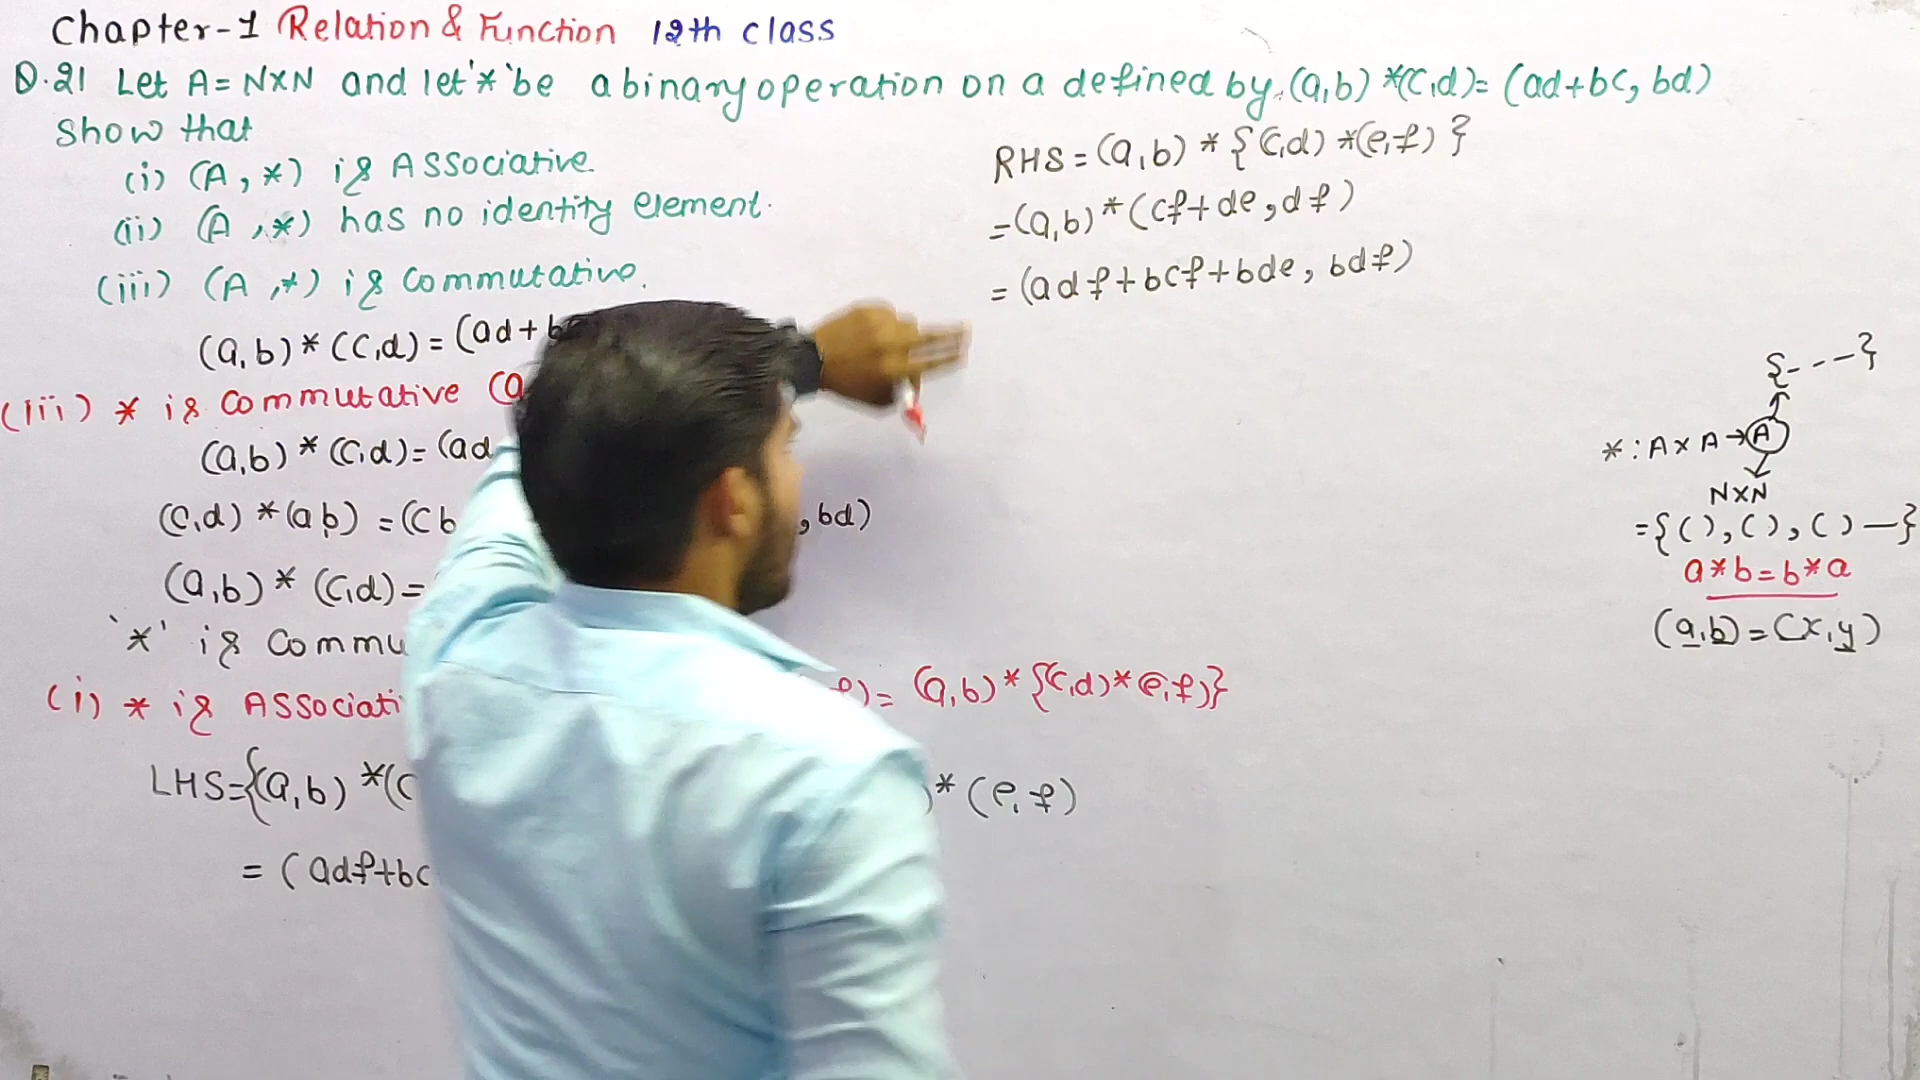 Chapter-1 Relation & Function 12th class
Q.21 Let A=N×N and let '*' be a binary operation on a defined by (a,b) *(c,d)= (ad+bc, bd)
Show that
(i) (A, *) is Associative.
(ii) (A, *) has no identity element.
(iii) (A, *) is Commutative.
(a,b)*(c,d)=(ad+b
(iii) * is Commutative (a
(a,b)*(c,d)=(ad
(c,d)*(a b)=(cb ,bd)
(a,b)*(c,d)=
'*' is Commu
(i) * is Associati f)= (a,b)*{(c,d)*(e,f)}
LHS={(a,b)*(c )*(e,f)
= (adf+bc
RHS=(a,b)*{(c,d)*(e,f)}
=(a,b)*(cf+de,df)
=(adf+bcf+bde, bdf)
{---}
*:A×A→A
N×N
={(),(),()—}
a*b=b*a
(a,b)=(x,y)